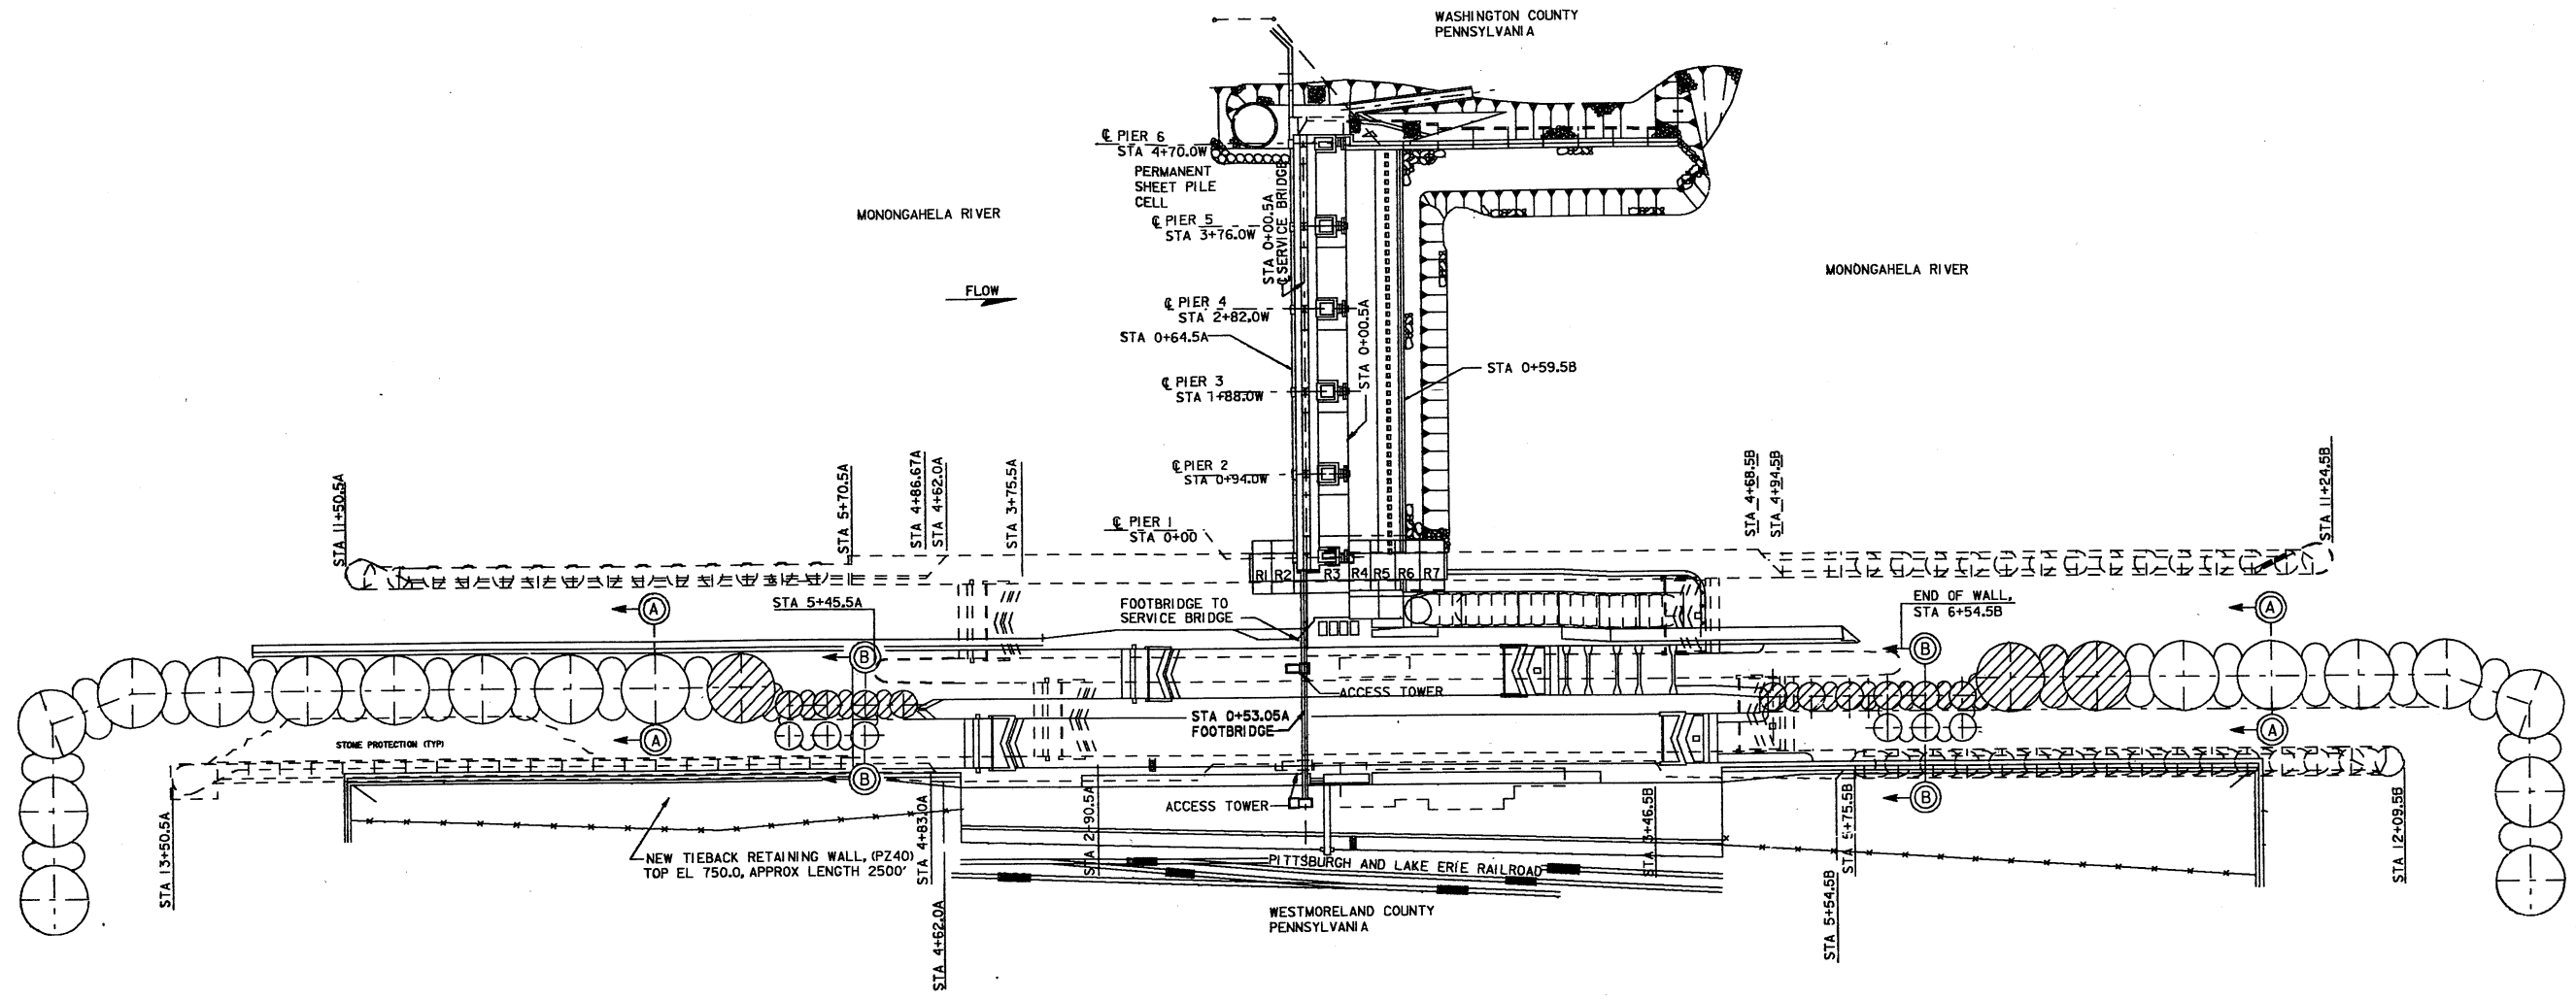 WASHINGTON COUNTY
PENNSYLVANIA
℄ PIER 6
STA 4+70.0W
PERMANENT
SHEET PILE
CELL
MONONGAHELA RIVER
℄ PIER 5
STA 3+76.0W
STA 0+00.5A
℄ SERVICE BRIDGE
MONONGAHELA RIVER
FLOW
℄ PIER 4
STA 2+82.0W
STA 0+64.5A
STA 0+00.5A
STA 0+59.5B
℄ PIER 3
STA 1+88.0W
℄ PIER 2
STA 0+94.0W
℄ PIER 1
STA 0+00
STA 11+50.5A
STA 5+70.5A
STA 4+86.67A
STA 4+62.0A
STA 3+75.5A
STA 4+68.5B
STA 4+94.5B
STA 11+24.5B
R1 R2 R3 R4 R5 R6 R7
A
STA 5+45.5A
FOOTBRIDGE TO
SERVICE BRIDGE
END OF WALL,
STA 6+54.5B
A
B
B
ACCESS TOWER
STA 0+53.05A
FOOTBRIDGE
STONE PROTECTION (TYP)
A
A
B
B
ACCESS TOWER
STA 13+50.5A
NEW TIEBACK RETAINING WALL, (PZ40)
TOP EL 750.0, APPROX LENGTH 2500'
STA 4+83.0A
STA 4+62.0A
STA 2+90.5A
PITTSBURGH AND LAKE ERIE RAILROAD
STA 3+46.5B
STA 5+75.5B
STA 5+54.5B
STA 12+09.5B
WESTMORELAND COUNTY
PENNSYLVANIA